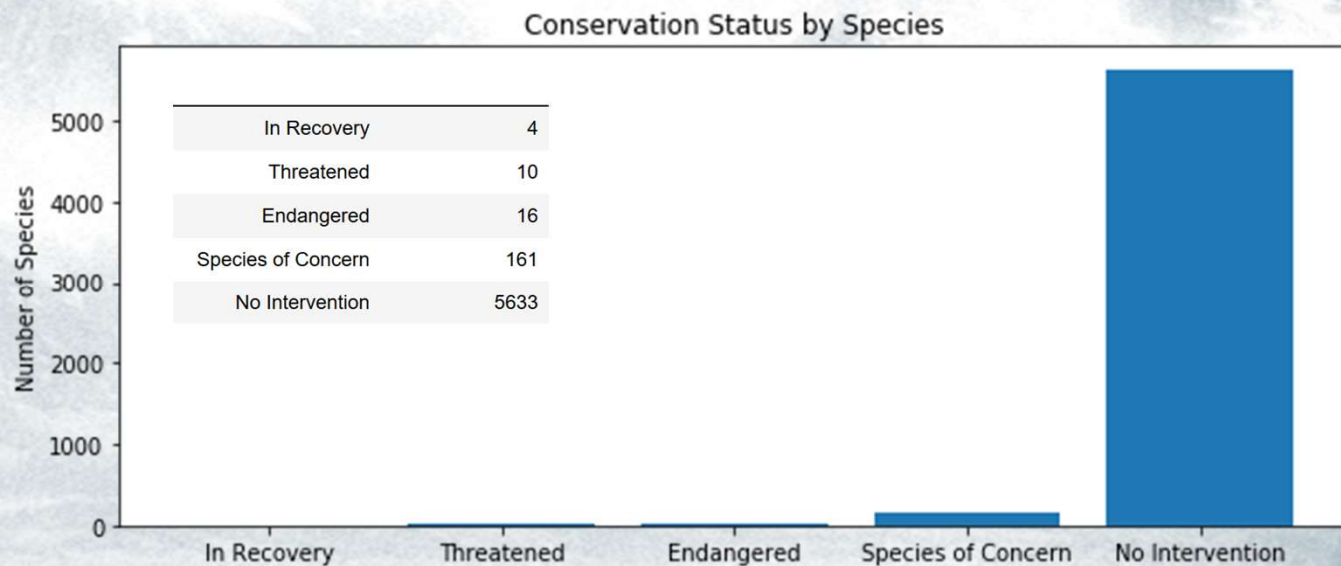 Conservation Status by Species
Number of Species
5000
4000
3000
2000
1000
0
In Recovery 4
Threatened 10
Endangered 16
Species of Concern 161
No Intervention 5633
In Recovery Threatened Endangered Species of Concern No Intervention